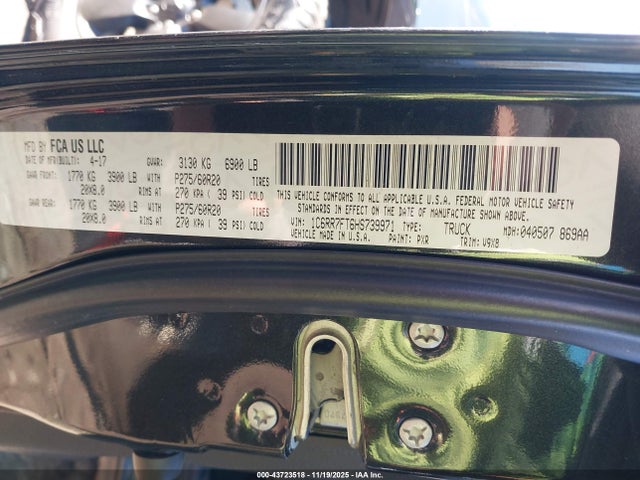 MFD BY FCA US LLC
DATE OF MFR(BUILT): 4-17 GVWR: 3130 KG 6900 LB
GAWR FRONT: 1770 KG 3900 LB WITH P275/60R20 TIRES
20X8.0 RIMS AT 270 KPA ( 39 PSI) COLD
GAWR REAR: 1770 KG 3900 LB WITH P275/60R20 TIRES
20X8.0 RIMS AT 270 KPA ( 39 PSI) COLD
THIS VEHICLE CONFORMS TO ALL APPLICABLE U.S.A. FEDERAL MOTOR VEHICLE SAFETY
STANDARDS IN EFFECT ON THE DATE OF MANUFACTURE SHOWN ABOVE.
VIN: 1C6RR7FT6HS739971 TYPE: TRUCK MDH: 040507 869AA
VEHICLE MADE IN U.S.A. PAINT: PXR TRIM: V9X8
000-43723518 - 11/19/2025 - IAA Inc.